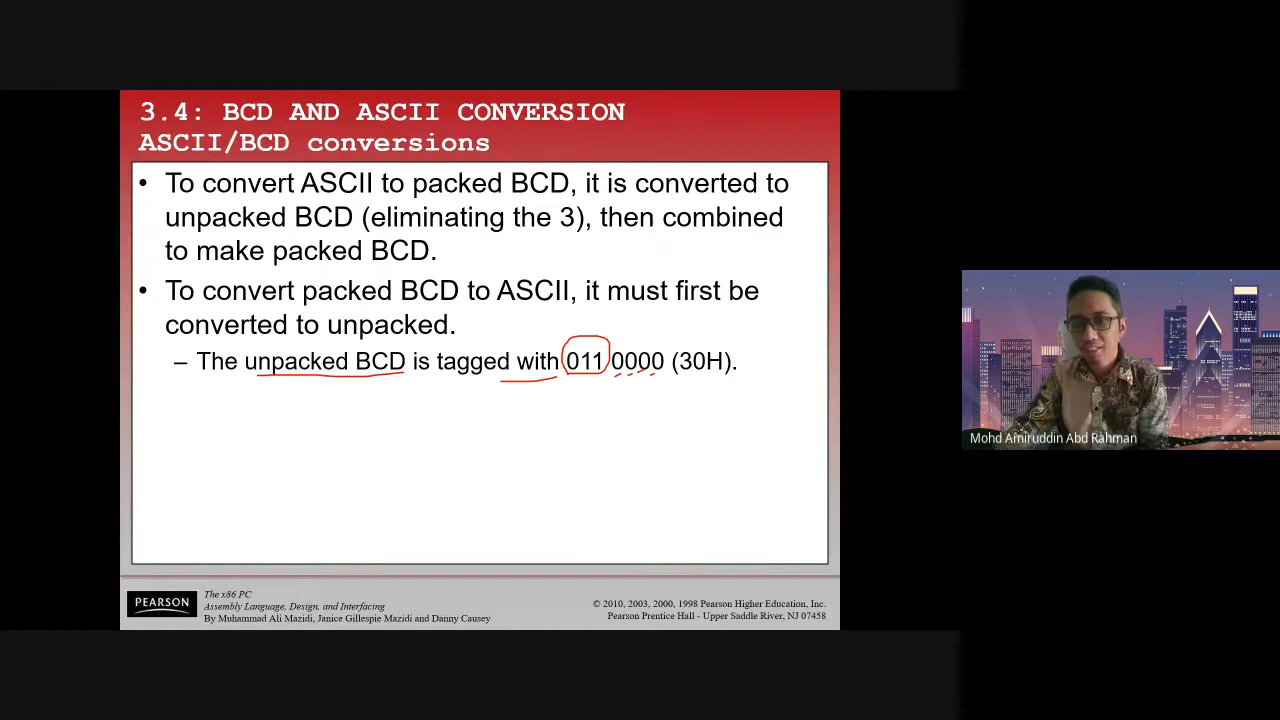 3.4: BCD AND ASCII CONVERSION
ASCII/BCD conversions
• To convert ASCII to packed BCD, it is converted to
unpacked BCD (eliminating the 3), then combined
to make packed BCD.
• To convert packed BCD to ASCII, it must first be
converted to unpacked.
– The unpacked BCD is tagged with 011 0000 (30H).
Mohd Amiruddin Abd Rahman
PEARSON
The x86 PC
Assembly Language, Design, and Interfacing
By Muhammad Ali Mazidi, Janice Gillespie Mazidi and Danny Causey
© 2010, 2003, 2000, 1998 Pearson Higher Education, Inc.
Pearson Prentice Hall - Upper Saddle River, NJ 07458